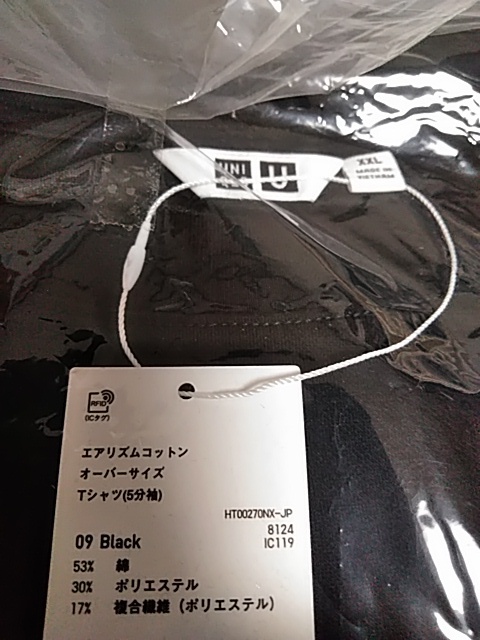 UNI
U
XXL
MADE IN
VIETNAM
RFID
(ICタグ)
エアリズムコットン
オーバーサイズ
Tシャツ(5分袖)
HT00270NX-JP
8124
IC119
09 Black
53% 綿
30% ポリエステル
17% 複合繊維(ポリエステル)